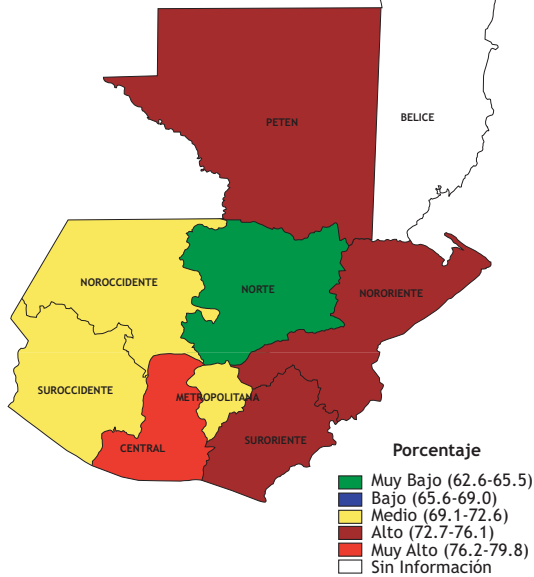 PETEN
BELICE
NOROCCIDENTE
NORTE
NORORIENTE
SUROCCIDENTE
METROPOLITANA
CENTRAL
SURORIENTE
Porcentaje
Muy Bajo (62.6-65.5)
Bajo (65.6-69.0)
Medio (69.1-72.6)
Alto (72.7-76.1)
Muy Alto (76.2-79.8)
Sin Información